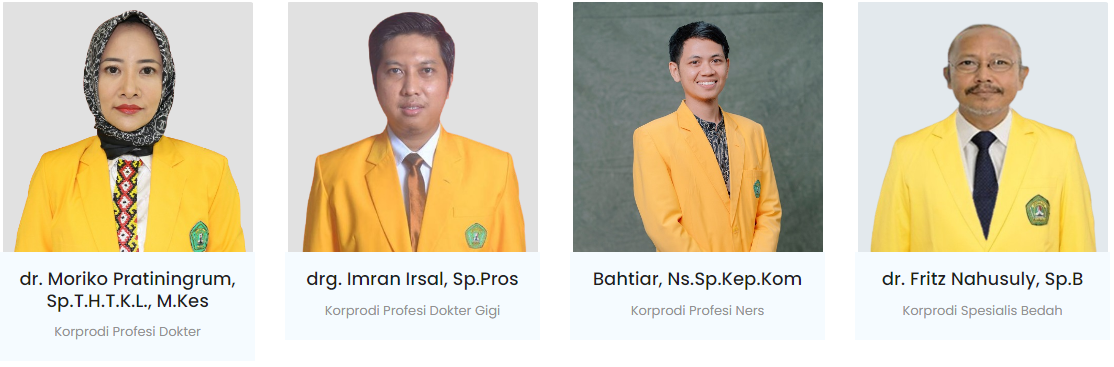 dr. Moriko Pratiningrum,
Sp.T.H.T.K.L., M.Kes
Korprodi Profesi Dokter
drg. Imran Irsal, Sp.Pros
Korprodi Profesi Dokter Gigi
Bahtiar, Ns.Sp.Kep.Kom
Korprodi Profesi Ners
dr. Fritz Nahusuly, Sp.B
Korprodi Spesialis Bedah